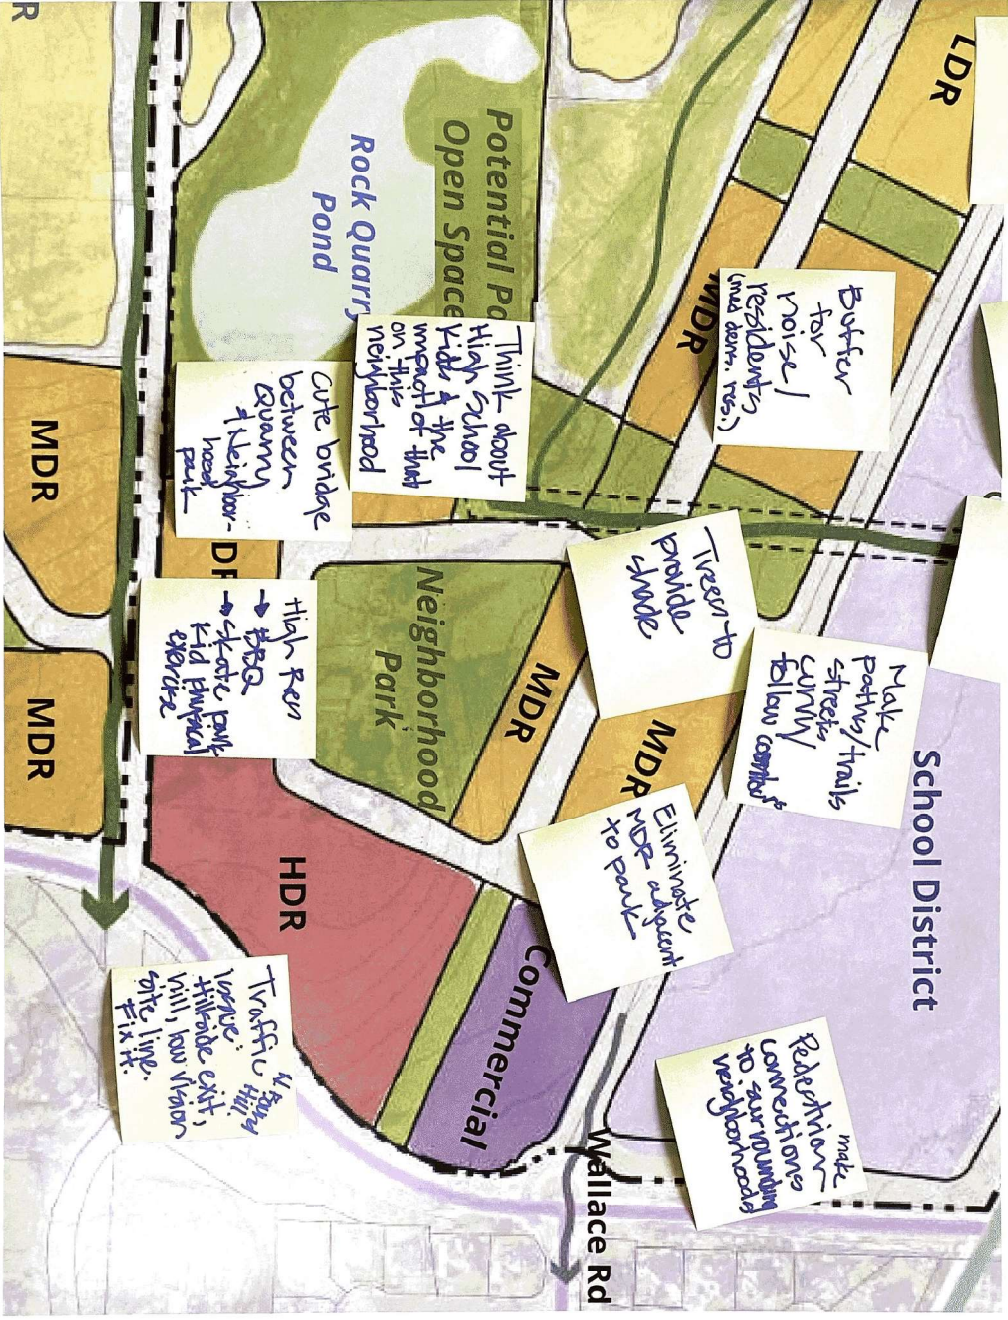 LDR
Buffer
for
noise/
residents
(med dens. res.)
Make
paths/trails
streets
curvy/
follow contour
School District
make
Pedestrian
connections
to surrounding
neighborhoods
MDR
Trees to
provide
shade
MDR
Eliminate
MDR adjacent
to park
Wallace Rd
MDR
Commercial
Potential Po
Open Space
Think about
High School
kids & the
impact of that
on this
neighborhood
Neighborhood
Park
Rock Quarry
Pond
Cute bridge
between
Quarry
& Neighbor-
hood
park
High Res
→ BBQ
→ skate park
kid physical
exercise
HDR
Traffic
Hill
issue:
Hillside exit,
hill, low vision
site line.
Fix it.
MDR
MDR
R